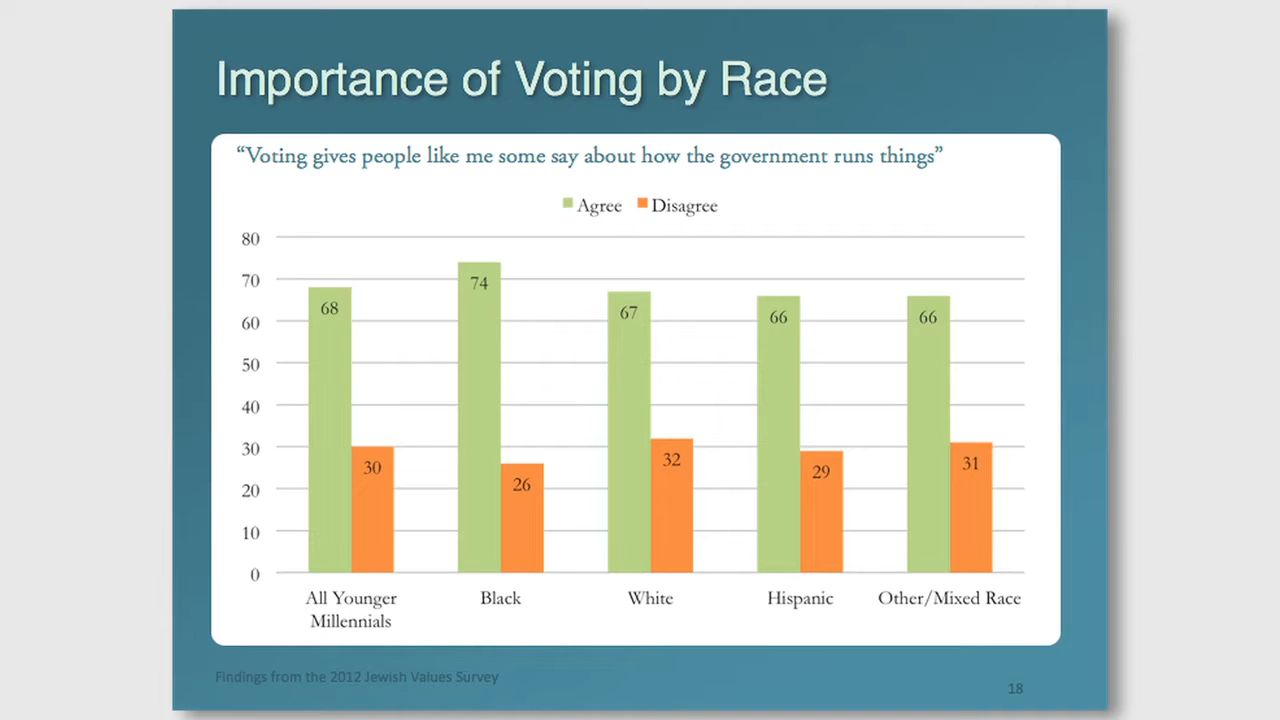 Importance of Voting by Race
“Voting gives people like me some say about how the government runs things”
Agree Disagree
80
70
60
50
40
30
20
10
0
68 30 74 26 67 32 66 29 66 31
All Younger Millennials
Black
White
Hispanic
Other/Mixed Race
Findings from the 2012 Jewish Values Survey
18